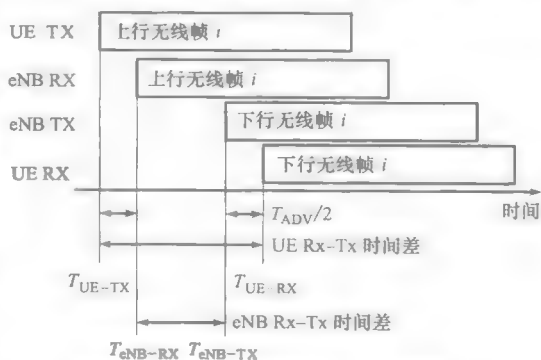 UE TX 上行无线帧 i
eNB RX 上行无线帧 i
eNB TX 下行无线帧 i
UE RX 下行无线帧 i
时间
T_ADV/2
UE Rx-Tx 时间差
T_UE-TX T_UE-RX
eNB Rx-Tx 时间差
T_eNB-RX T_eNB-TX